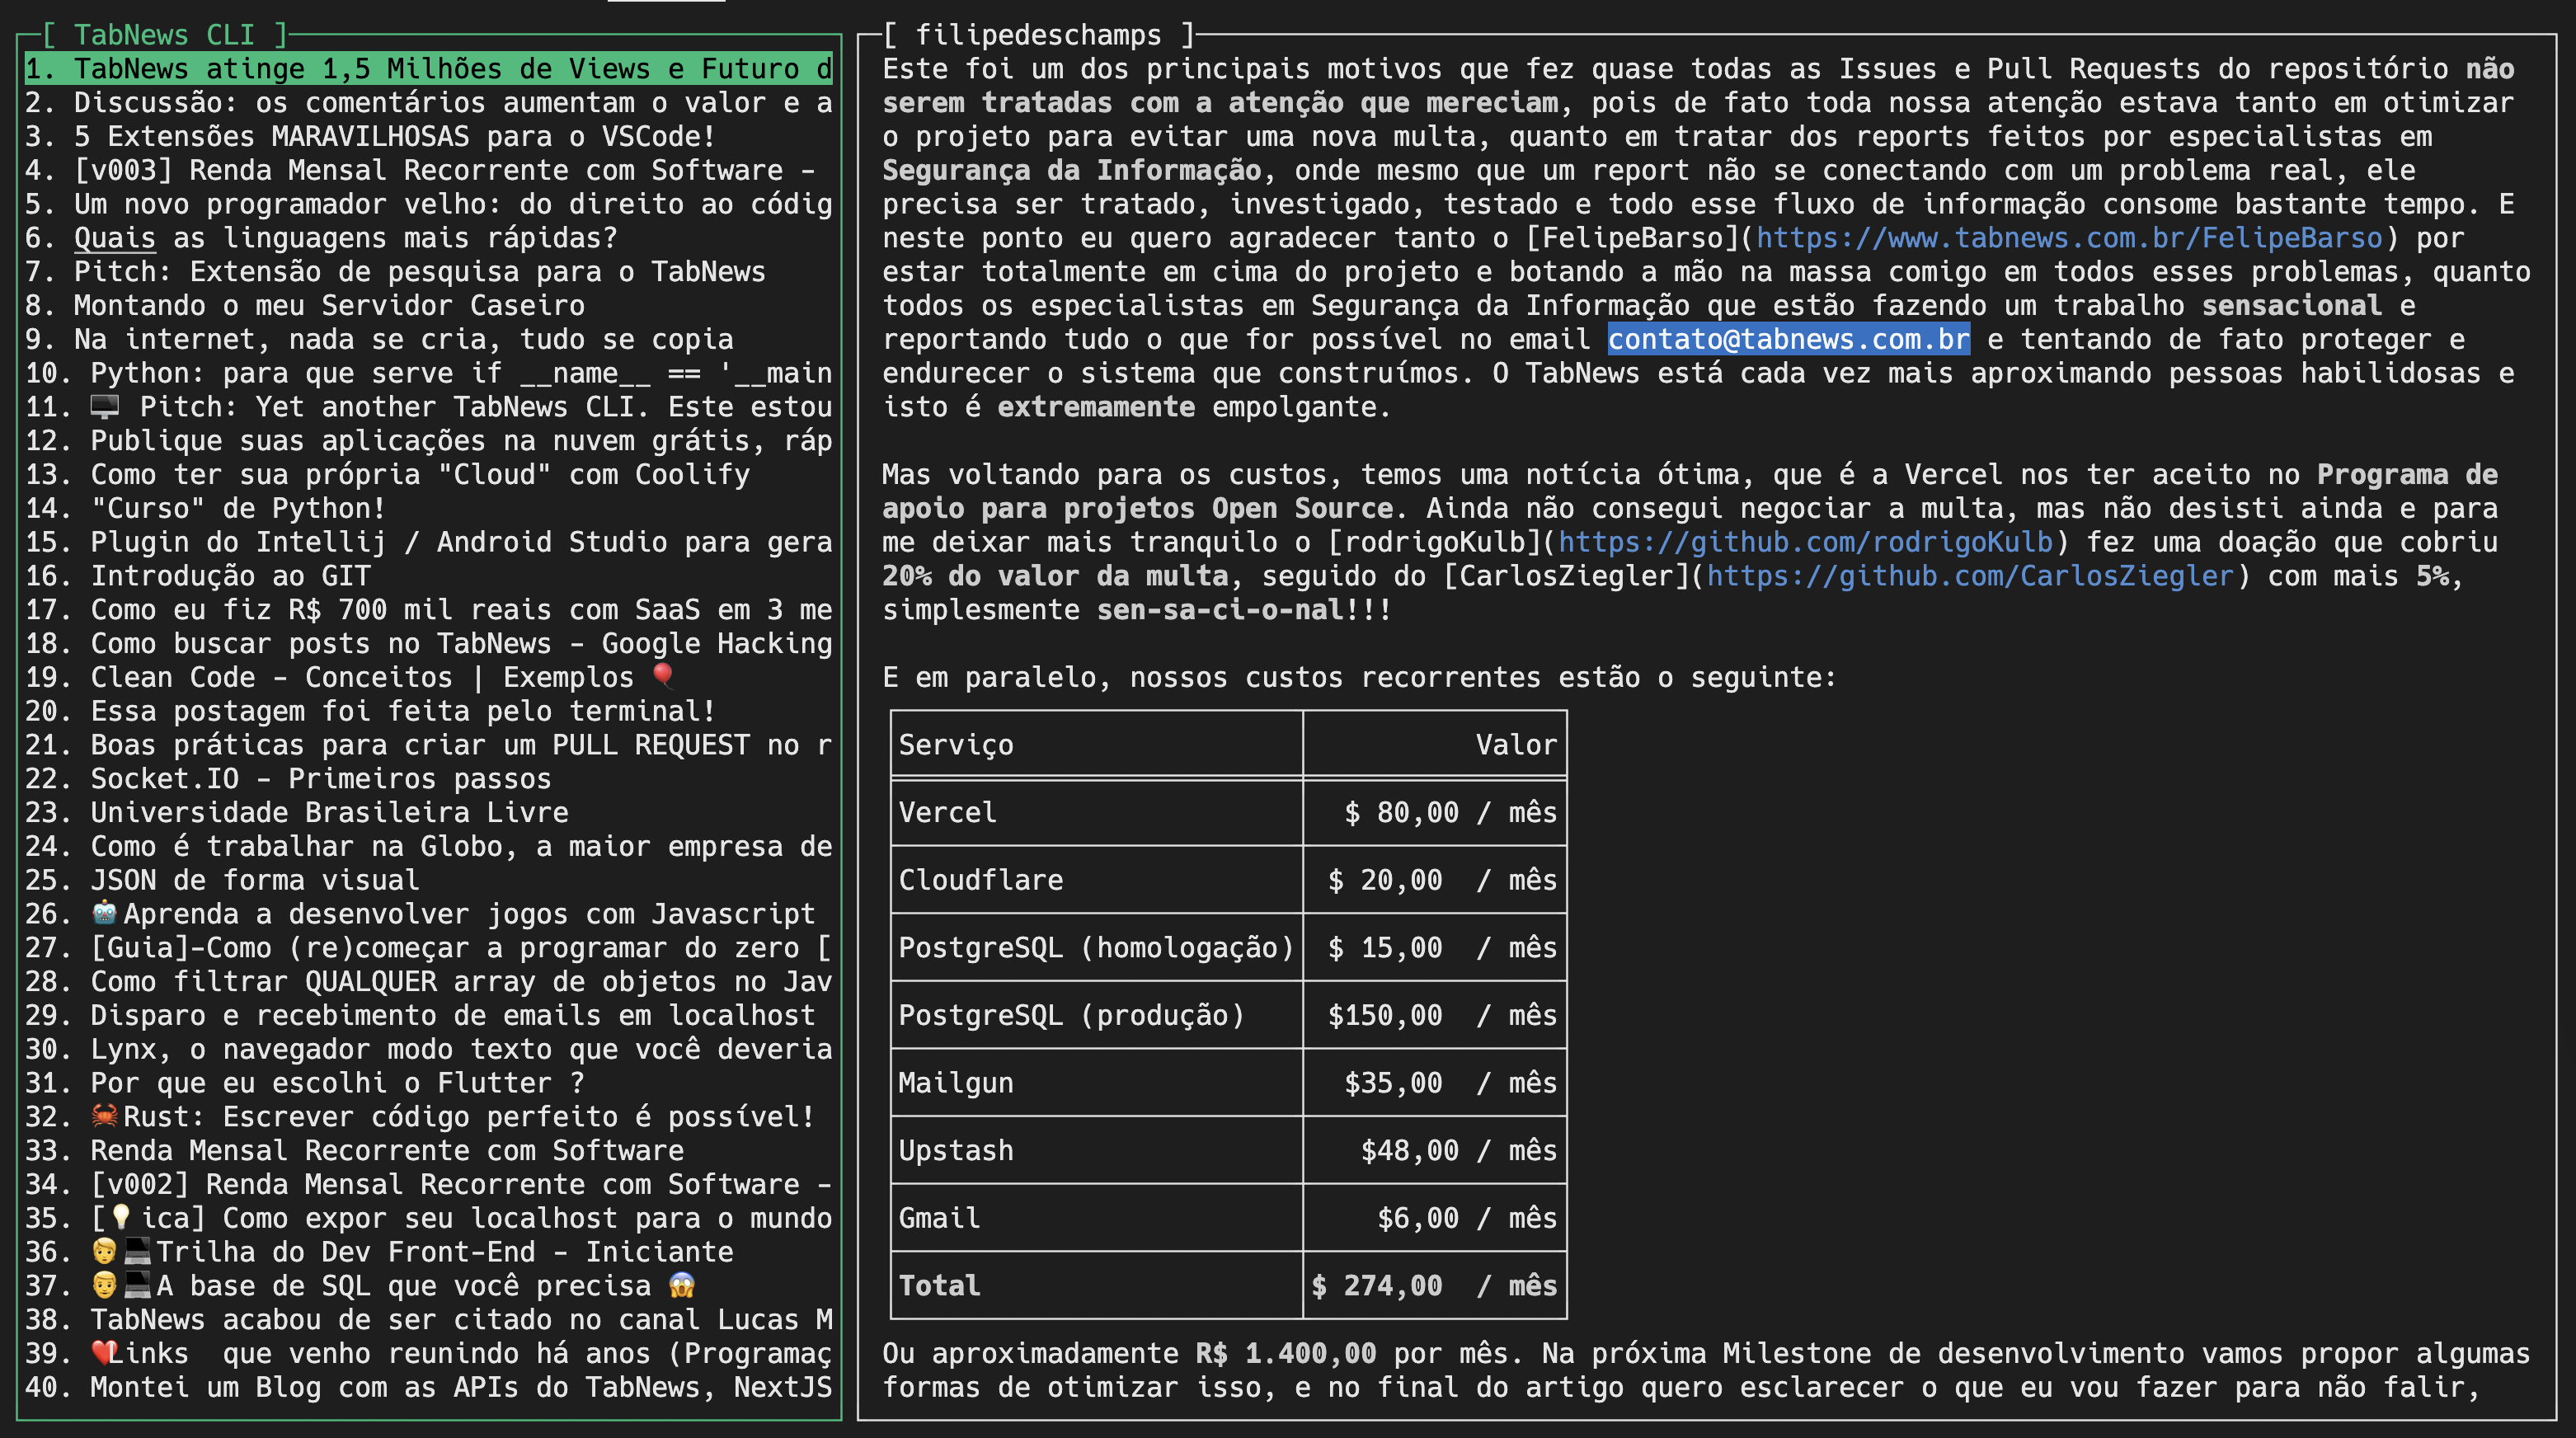 [ TabNews CLI ]
1. TabNews atinge 1,5 Milhões de Views e Futuro d
2. Discussão: os comentários aumentam o valor e a
3. 5 Extensões MARAVILHOSAS para o VSCode!
4. [v003] Renda Mensal Recorrente com Software -
5. Um novo programador velho: do direito ao códig
6. Quais as linguagens mais rápidas?
7. Pitch: Extensão de pesquisa para o TabNews
8. Montando o meu Servidor Caseiro
9. Na internet, nada se cria, tudo se copia
10. Python: para que serve if __name__ == '__main
11. 🖥️ Pitch: Yet another TabNews CLI. Este estou
12. Publique suas aplicações na nuvem grátis, ráp
13. Como ter sua própria "Cloud" com Coolify
14. "Curso" de Python!
15. Plugin do Intellij / Android Studio para gera
16. Introdução ao GIT
17. Como eu fiz R$ 700 mil reais com SaaS em 3 me
18. Como buscar posts no TabNews - Google Hacking
19. Clean Code - Conceitos | Exemplos 🎈
20. Essa postagem foi feita pelo terminal!
21. Boas práticas para criar um PULL REQUEST no r
22. Socket.IO - Primeiros passos
23. Universidade Brasileira Livre
24. Como é trabalhar na Globo, a maior empresa de
25. JSON de forma visual
26. 🤖Aprenda a desenvolver jogos com Javascript
27. [Guia]-Como (re)começar a programar do zero [
28. Como filtrar QUALQUER array de objetos no Jav
29. Disparo e recebimento de emails em localhost
30. Lynx, o navegador modo texto que você deveria
31. Por que eu escolhi o Flutter ?
32. 🦀Rust: Escrever código perfeito é possível!
33. Renda Mensal Recorrente com Software
34. [v002] Renda Mensal Recorrente com Software -
35. [💡ica] Como expor seu localhost para o mundo
36. 🧑💻Trilha do Dev Front-End - Iniciante
37. 👨💻A base de SQL que você precisa 😱
38. TabNews acabou de ser citado no canal Lucas M
39. ❤️Links  que venho reunindo há anos (Programaç
40. Montei um Blog com as APIs do TabNews, NextJS
[ filipedeschamps ]
Este foi um dos principais motivos que fez quase todas as Issues e Pull Requests do repositório não
serem tratadas com a atenção que mereciam, pois de fato toda nossa atenção estava tanto em otimizar
o projeto para evitar uma nova multa, quanto em tratar dos reports feitos por especialistas em
Segurança da Informação, onde mesmo que um report não se conectando com um problema real, ele
precisa ser tratado, investigado, testado e todo esse fluxo de informação consome bastante tempo. E
neste ponto eu quero agradecer tanto o [FelipeBarso](https://www.tabnews.com.br/FelipeBarso) por
estar totalmente em cima do projeto e botando a mão na massa comigo em todos esses problemas, quanto
todos os especialistas em Segurança da Informação que estão fazendo um trabalho sensacional e
reportando tudo o que for possível no email contato@tabnews.com.br e tentando de fato proteger e
endurecer o sistema que construímos. O TabNews está cada vez mais aproximando pessoas habilidosas e
isto é extremamente empolgante.
Mas voltando para os custos, temos uma notícia ótima, que é a Vercel nos ter aceito no Programa de
apoio para projetos Open Source. Ainda não consegui negociar a multa, mas não desisti ainda e para
me deixar mais tranquilo o [rodrigoKulb](https://github.com/rodrigoKulb) fez uma doação que cobriu
20% do valor da multa, seguido do [CarlosZiegler](https://github.com/CarlosZiegler) com mais 5%,
simplesmente sen-sa-ci-o-nal!!!
E em paralelo, nossos custos recorrentes estão o seguinte:
Serviço Valor
Vercel $ 80,00 / mês
Cloudflare $ 20,00  / mês
PostgreSQL (homologação) $ 15,00  / mês
PostgreSQL (produção) $150,00  / mês
Mailgun $35,00  / mês
Upstash $48,00 / mês
Gmail $6,00 / mês
Total $ 274,00  / mês
Ou aproximadamente R$ 1.400,00 por mês. Na próxima Milestone de desenvolvimento vamos propor algumas
formas de otimizar isso, e no final do artigo quero esclarecer o que eu vou fazer para não falir,